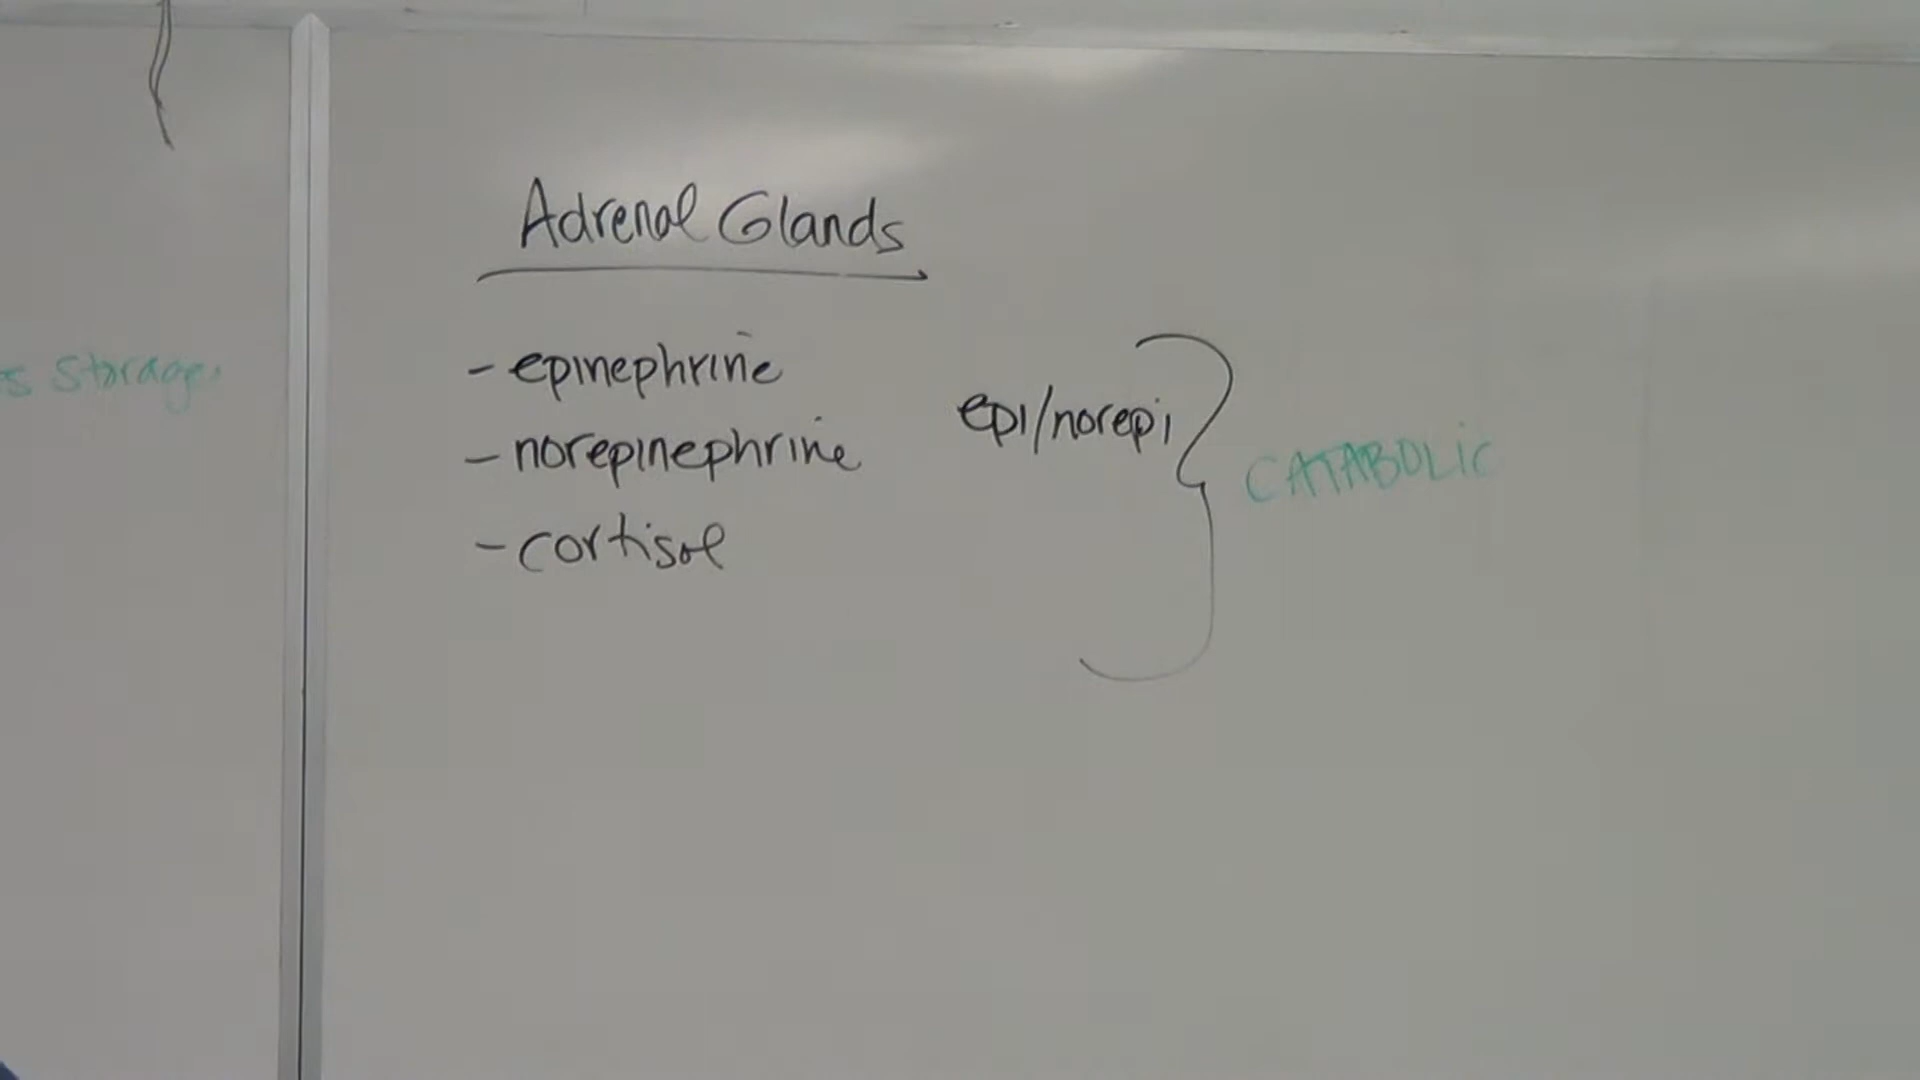 Adrenal Glands
- epinephrine
- norepinephrine
- cortisol
epi/norepi
CATABOLIC
s storage.